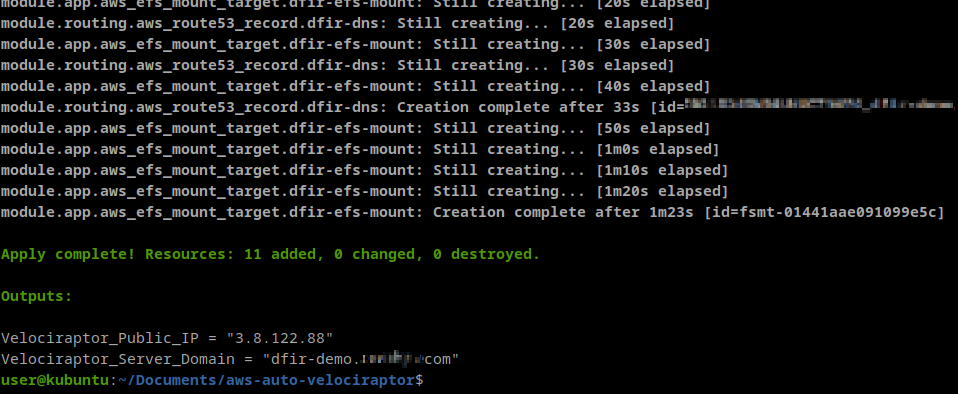 module.app.aws_efs_mount_target.dfir-efs-mount: Still creating... [20s elapsed]
module.routing.aws_route53_record.dfir-dns: Still creating... [20s elapsed]
module.app.aws_efs_mount_target.dfir-efs-mount: Still creating... [30s elapsed]
module.routing.aws_route53_record.dfir-dns: Still creating... [30s elapsed]
module.app.aws_efs_mount_target.dfir-efs-mount: Still creating... [40s elapsed]
module.routing.aws_route53_record.dfir-dns: Creation complete after 33s [id=
module.app.aws_efs_mount_target.dfir-efs-mount: Still creating... [50s elapsed]
module.app.aws_efs_mount_target.dfir-efs-mount: Still creating... [1m0s elapsed]
module.app.aws_efs_mount_target.dfir-efs-mount: Still creating... [1m10s elapsed]
module.app.aws_efs_mount_target.dfir-efs-mount: Still creating... [1m20s elapsed]
module.app.aws_efs_mount_target.dfir-efs-mount: Creation complete after 1m23s [id=fsmt-01441aae091099e5c]
Apply complete! Resources: 11 added, 0 changed, 0 destroyed.
Outputs:
Velociraptor_Public_IP = "3.8.122.88"
Velociraptor_Server_Domain = "dfir-demo. com"
user@kubuntu:~/Documents/aws-auto-velociraptor$